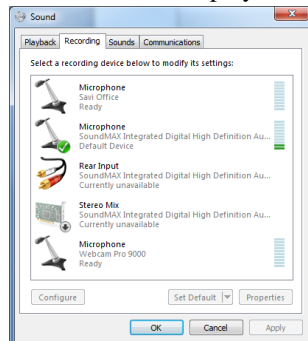 Sound
Playback
Recording
Sounds
Communications
Select a recording device below to modify its settings:
Microphone
Savi Office
Ready
Microphone
SoundMAX Integrated Digital High Definition Au...
Default Device
Rear Input
SoundMAX Integrated Digital High Definition Au...
Currently unavailable
Stereo Mix
SoundMAX Integrated Digital High Definition Au...
Currently unavailable
Microphone
Webcam Pro 9000
Ready
Configure
Set Default
Properties
OK
Cancel
Apply